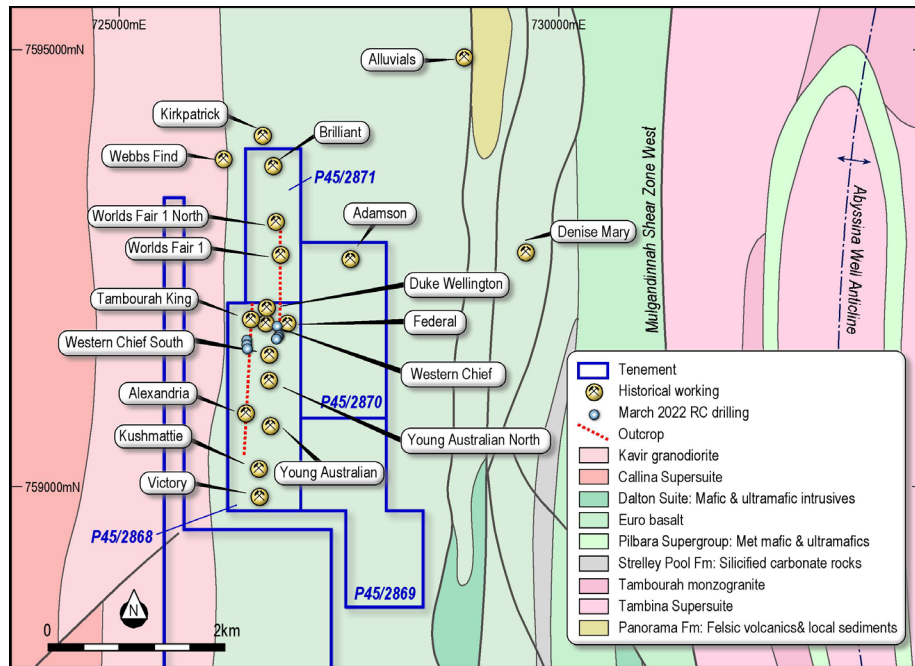 725000mE
730000mE
7595000mN
Alluvials
Kirkpatrick
Brilliant
Webbs Find
P45/2871
Worlds Fair 1 North
Adamson
Worlds Fair 1
Denise Mary
Mulgandinnah Shear Zone West
Abyssina Well Anticline
Duke Wellington
Tambourah King
Federal
Western Chief South
Western Chief
Alexandria
P45/2870
Young Australian North
Kushmattie
Young Australian
Victory
759000mN
P45/2868
P45/2869
N
0 2km
Tenement
Historical working
March 2022 RC drilling
Outcrop
Kavir granodiorite
Callina Supersuite
Dalton Suite: Mafic & ultramafic intrusives
Euro basalt
Pilbara Supergroup: Met mafic & ultramafics
Strelley Pool Fm: Silicified carbonate rocks
Tambourah monzogranite
Tambina Supersuite
Panorama Fm: Felsic volcanics& local sediments